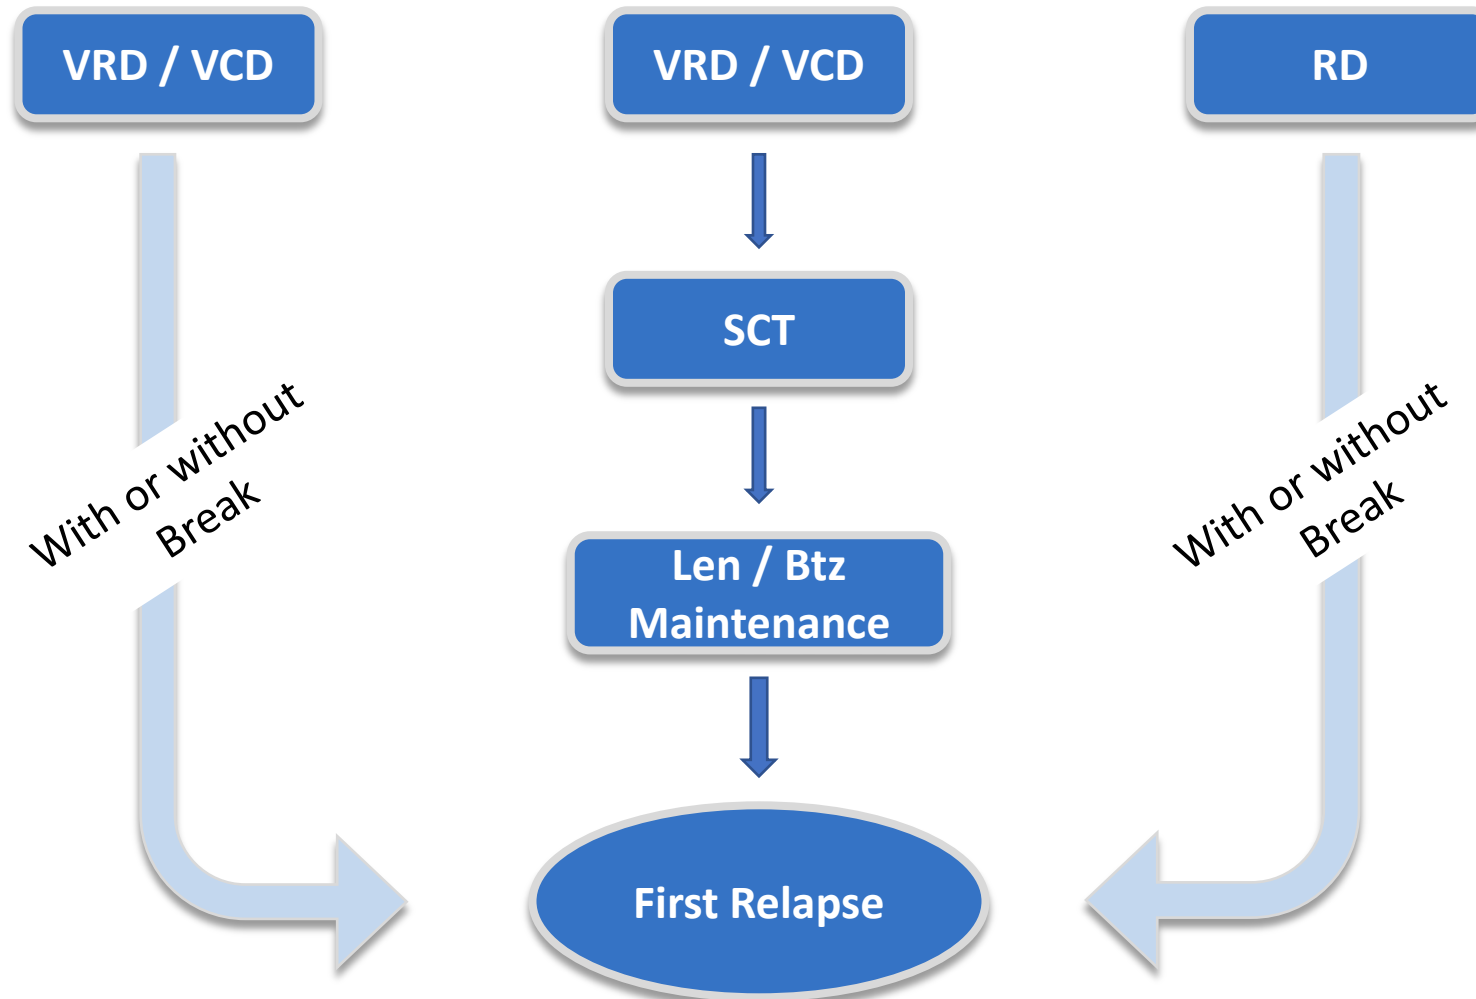 VRD / VCD
VRD / VCD
RD
SCT
With or without
Break
With or without
Break
Len / Btz
Maintenance
First Relapse